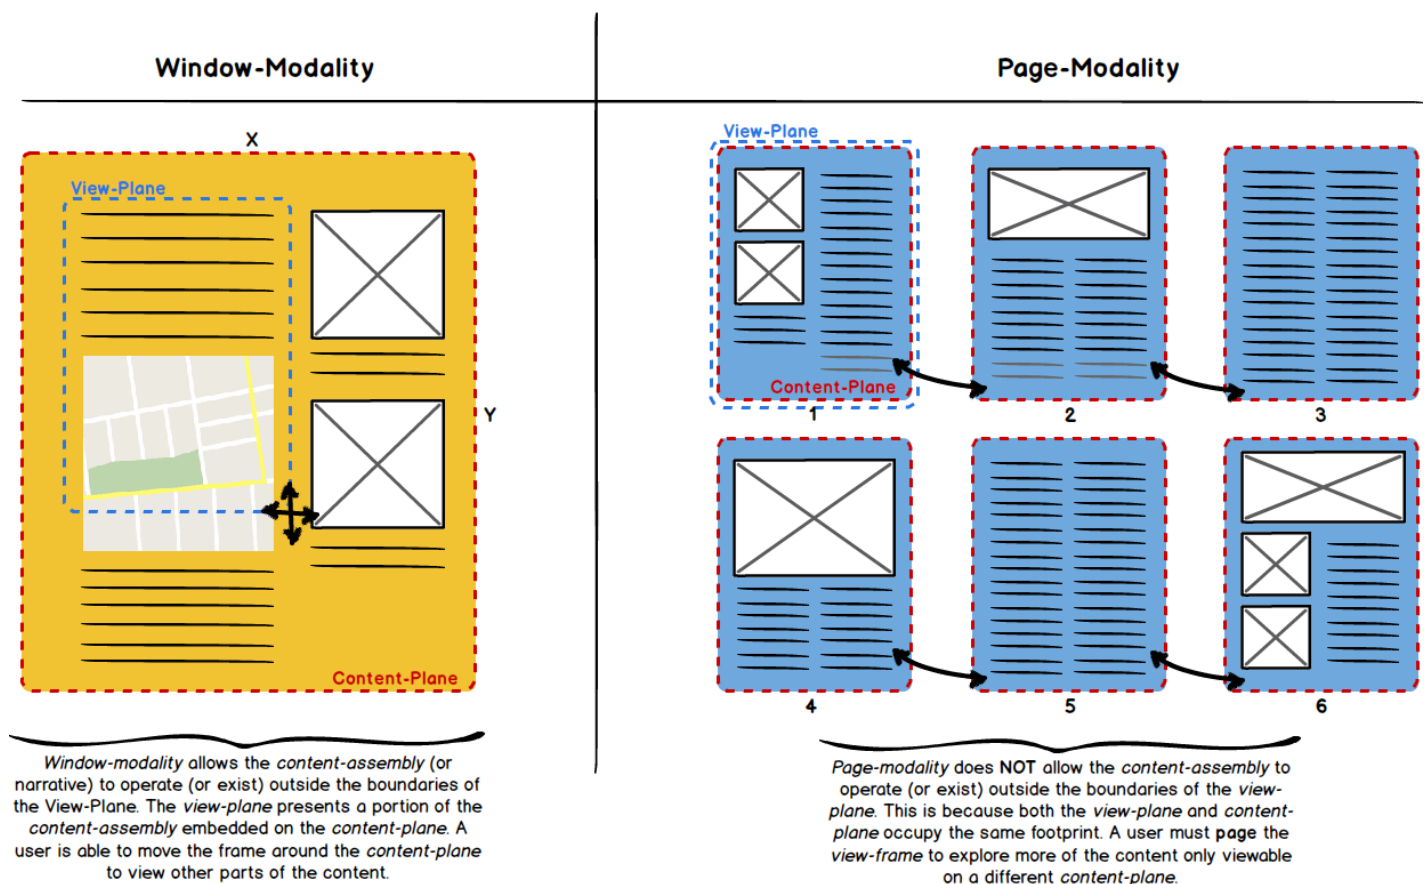 Window-Modality
X
View-Plane
Y
Content-Plane
Window-modality allows the content-assembly (or
narrative) to operate (or exist) outside the boundaries of
the View-Plane. The view-plane presents a portion of the
content-assembly embedded on the content-plane. A
user is able to move the frame around the content-plane
to view other parts of the content.
Page-Modality
View-Plane
Content-Plane
1
2
3
4
5
6
Page-modality does NOT allow the content-assembly to
operate (or exist) outside the boundaries of the view-
plane. This is because both the view-plane and content-
plane occupy the same footprint. A user must page the
view-frame to explore more of the content only viewable
on a different content-plane.